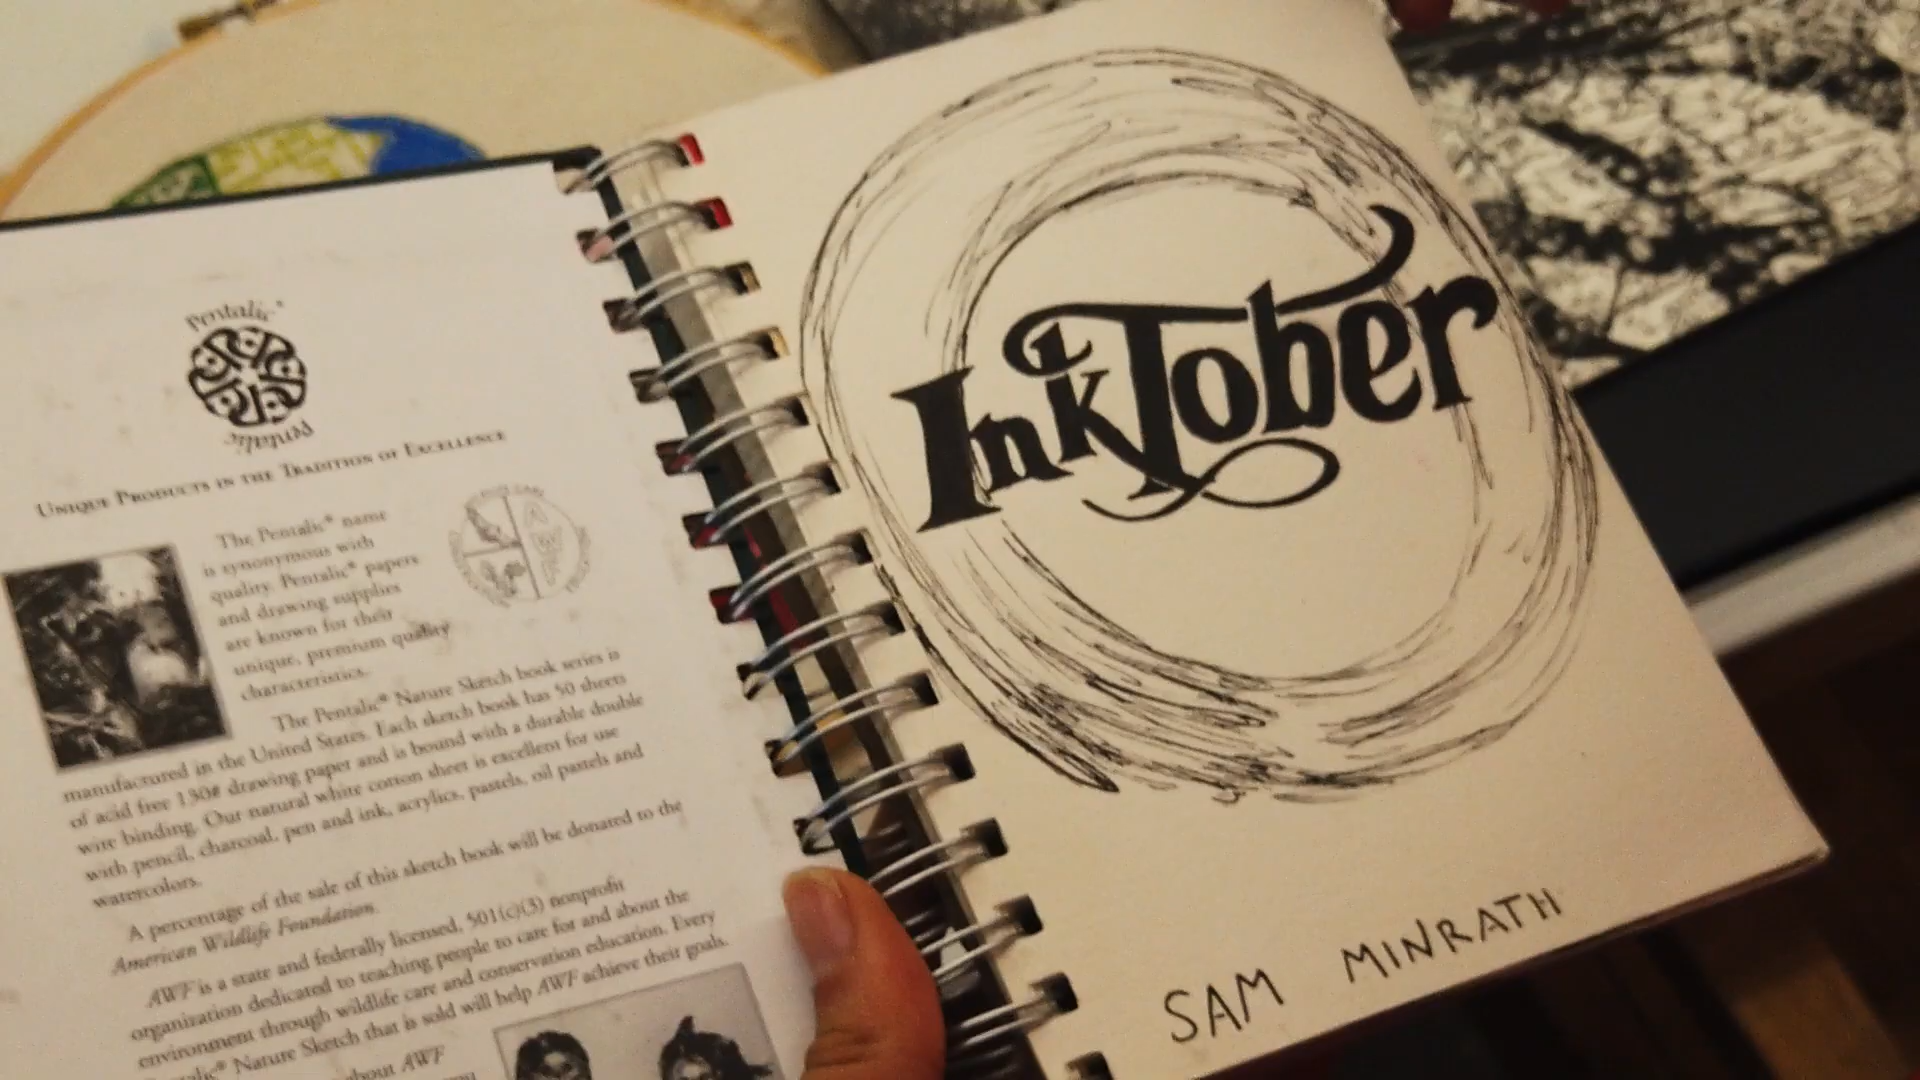 Pentalic®
Pentalic
UNIQUE PRODUCTS IN THE TRADITION OF EXCELLENCE
The Pentalic® name
is synonymous with
quality. Pentalic® papers
and drawing supplies
are known for their
unique, premium quality
characteristics.
The Pentalic® Nature Sketch book series is
manufactured in the United States. Each sketch book has 50 sheets
of acid free 130# drawing paper and is bound with a durable double
wire binding. Our natural white cotton sheet is excellent for use
with pencil, charcoal, pen and ink, acrylics, pastels, oil pastels and
watercolors.
A percentage of the sale of this sketch book will be donated to the
American Wildlife Foundation.
AWF is a state and federally licensed, 501(c)(3) nonprofit
organization dedicated to teaching people to care for and about the
environment through wildlife care and conservation education. Every
Nature Sketch that is sold will help AWF achieve their goals.
about AWF
InkTober
SAM MINRATH